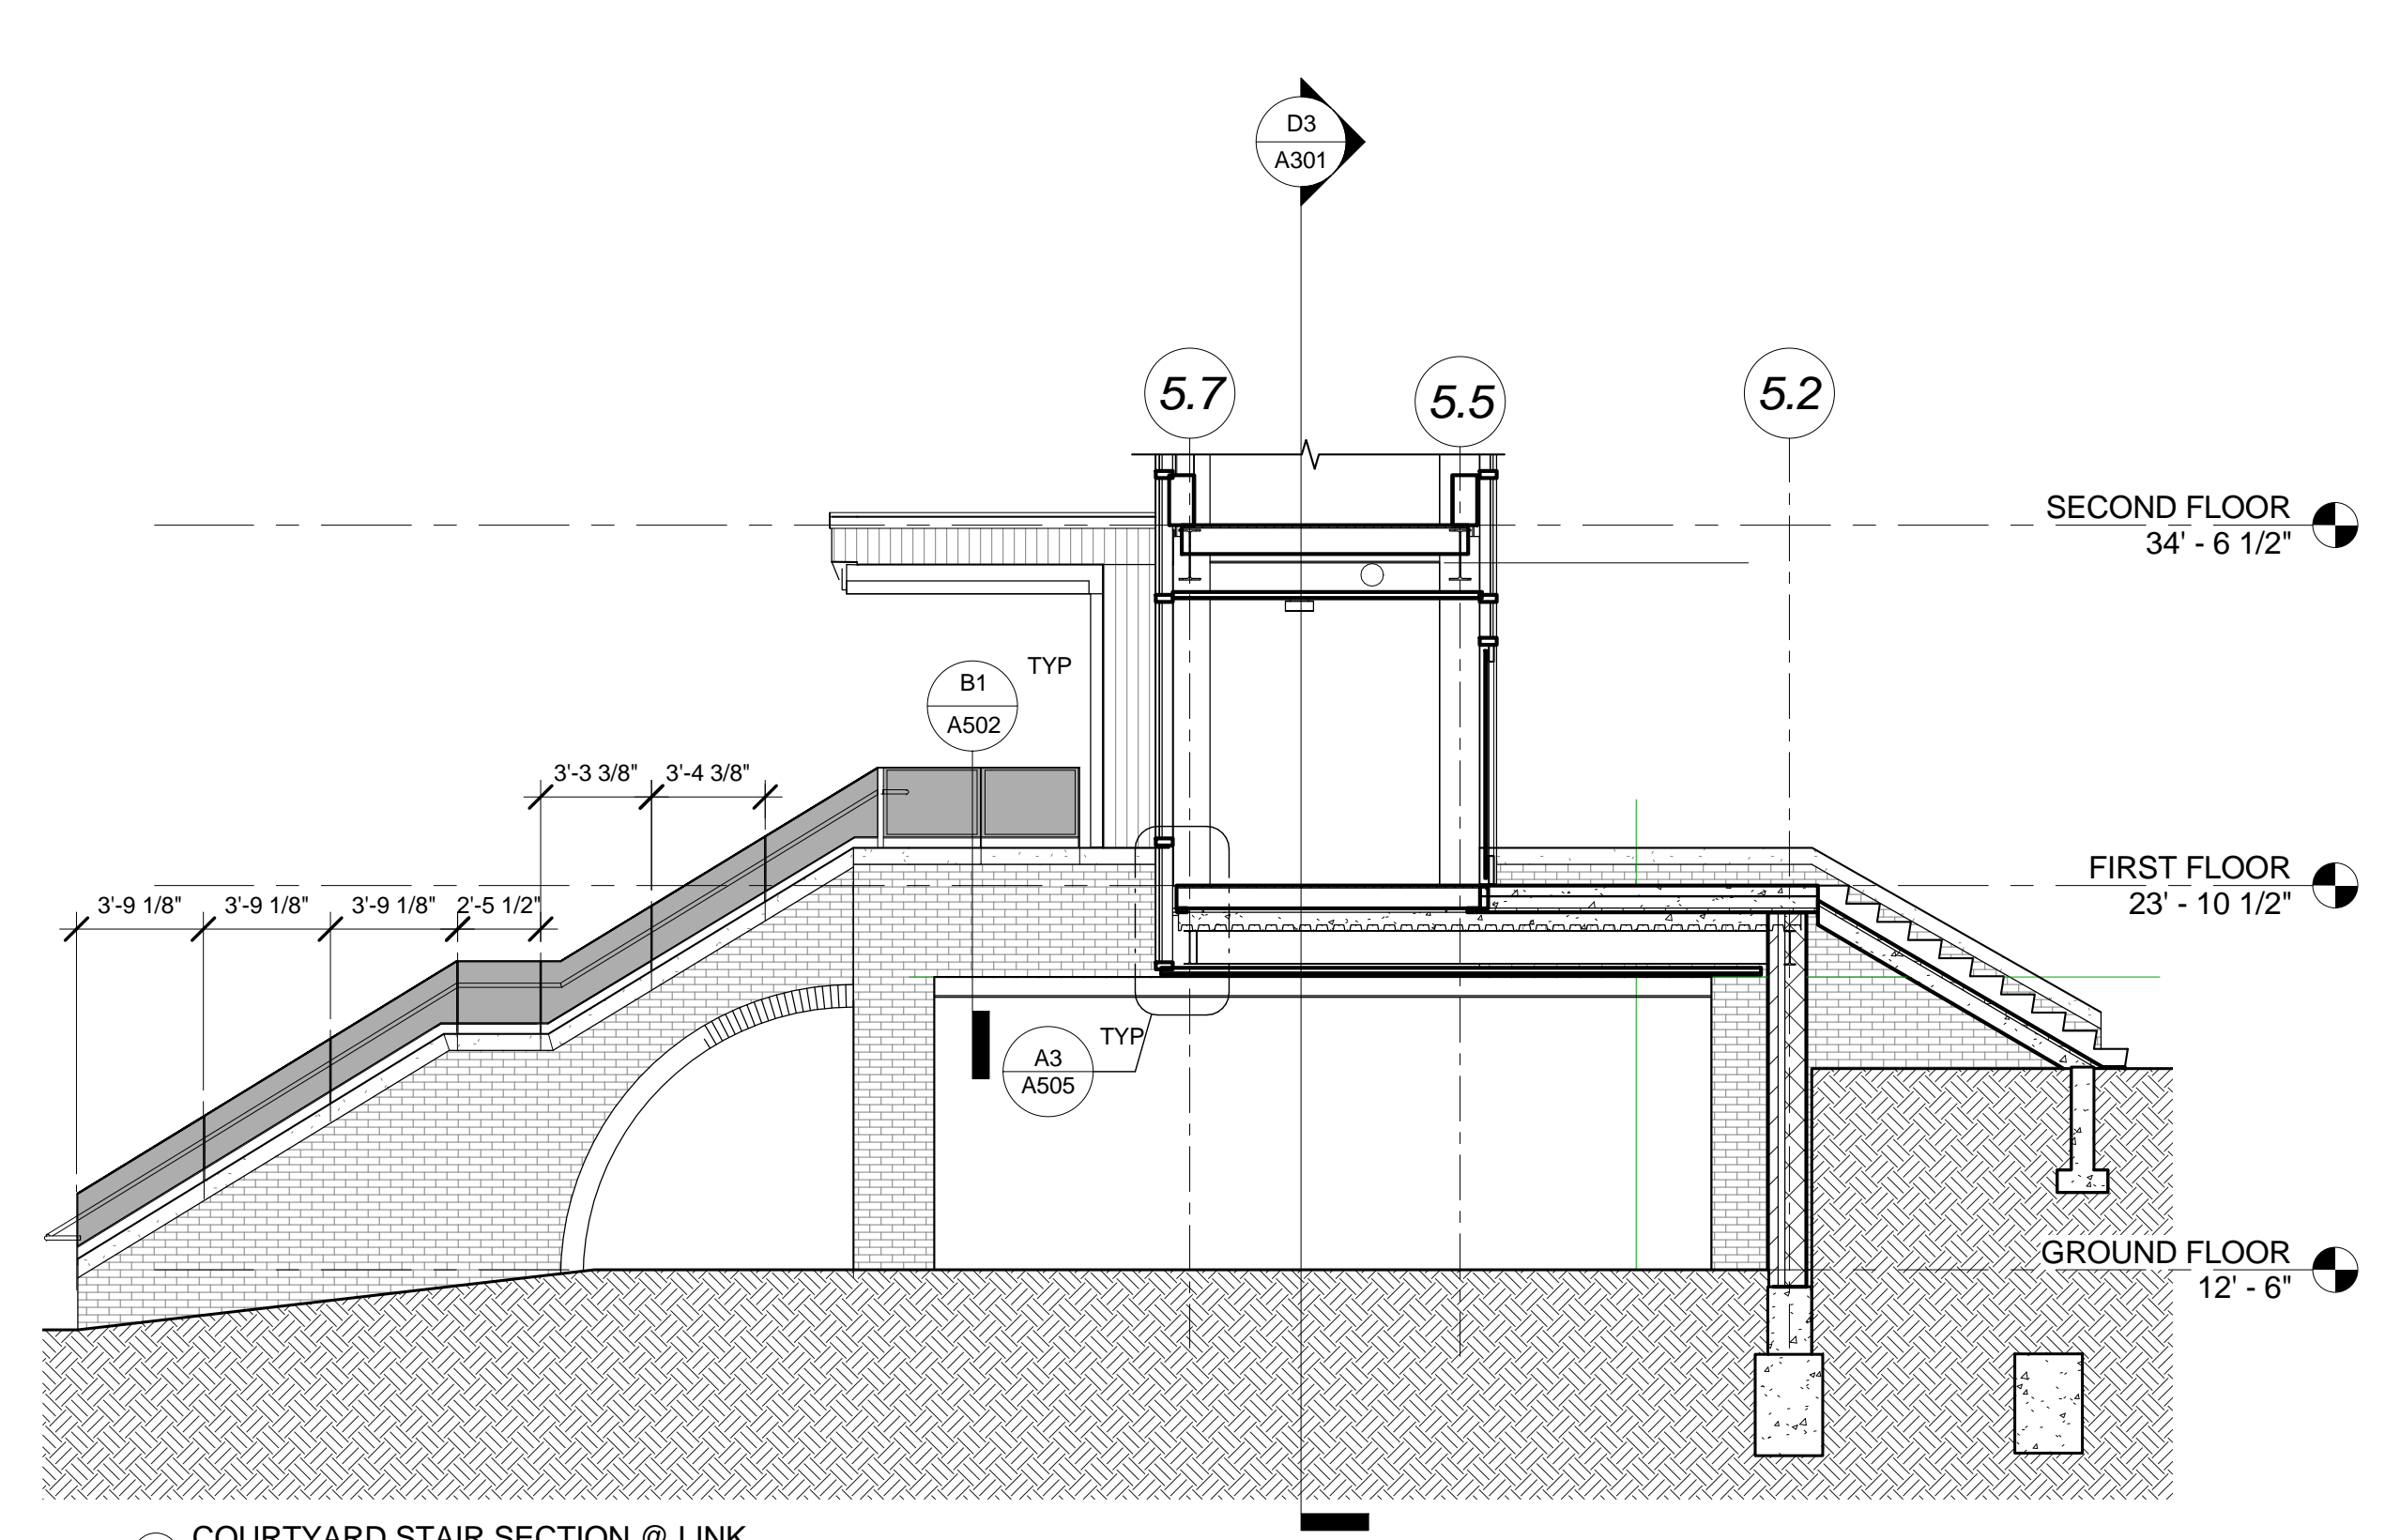 D3
A301
5.7
5.5
5.2
SECOND FLOOR
34' - 6 1/2"
TYP
B1
A502
3'-3 3/8"
3'-4 3/8"
FIRST FLOOR
23' - 10 1/2"
3'-9 1/8"
3'-9 1/8"
3'-9 1/8"
2'-5 1/2"
TYP
A3
A505
GROUND FLOOR
12' - 6"
COURTYARD STAIR SECTION @ LINK